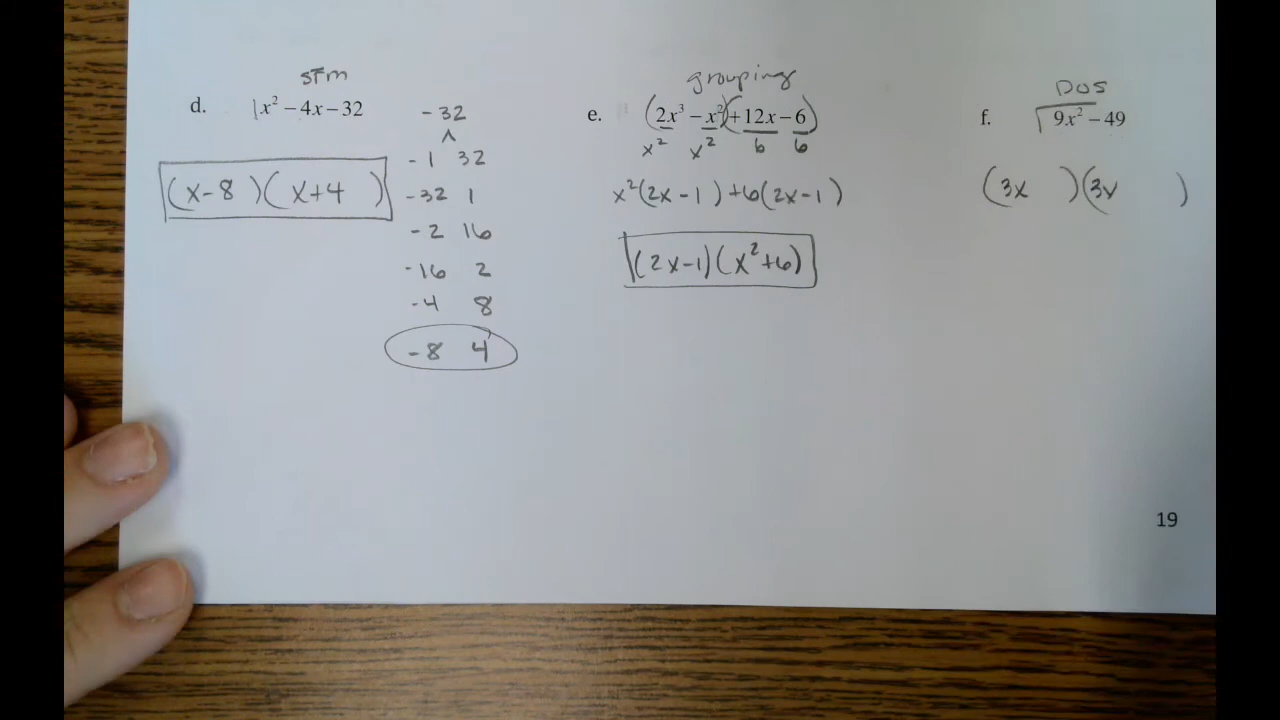 STM
d. 1x² − 4x − 32
(x-8 )( x+4 )
-32
^
-1 32
-32 1
-2 16
-16 2
-4 8
-8 4
grouping
e. (2x³ − x²)(+12x − 6)
x² x² 6 6
x²(2x-1) +6(2x-1)
(2x-1)(x²+6)
DOS
f. √9x² − 49
(3x )(3x )
19